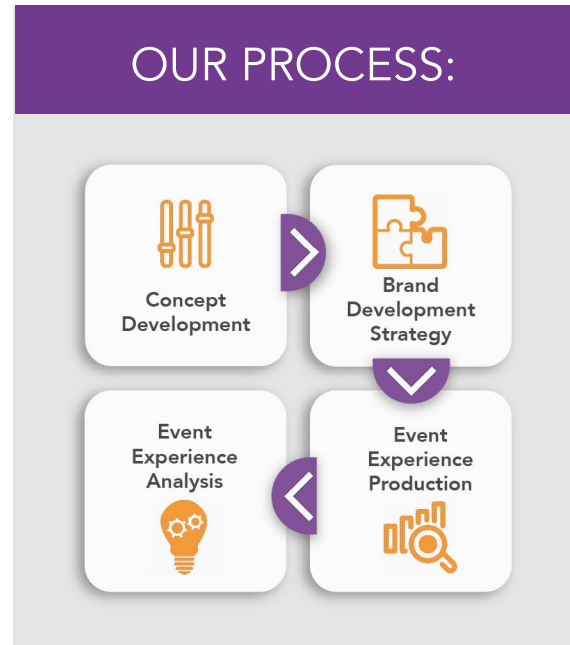 OUR PROCESS:
Concept
Development
Brand
Development
Strategy
Event
Experience
Production
Event
Experience
Analysis